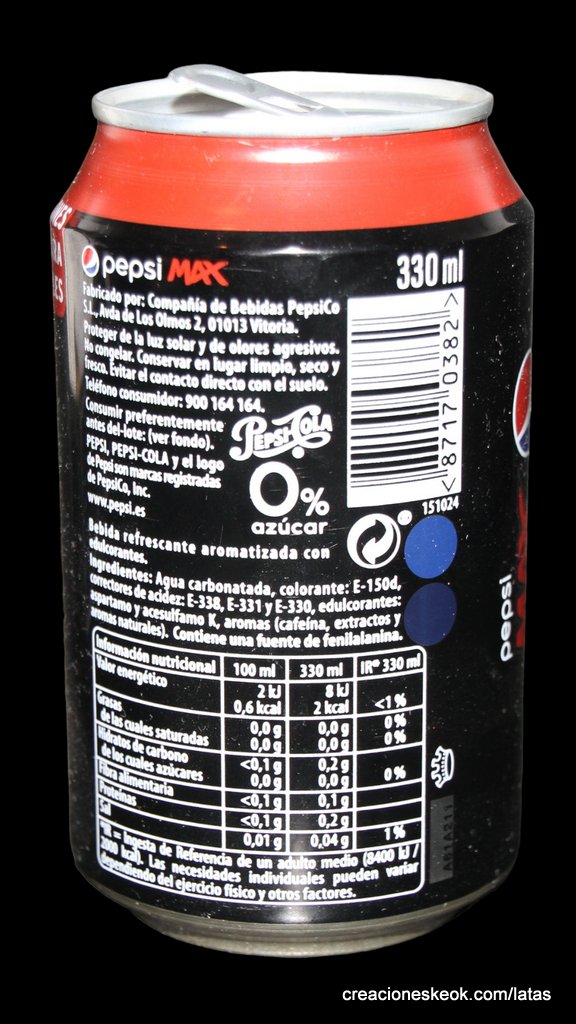 pepsi MAX
330 ml
Fabricado por: Compañía de Bebidas PepsiCo
S.L., Avda de Los Olmos 2, 01013 Vitoria.
Proteger de la luz solar y de olores agresivos.
No congelar. Conservar en lugar limpio, seco y
fresco. Evitar el contacto directo con el suelo.
Teléfono consumidor: 900 164 164.
Consumir preferentemente
antes del-lote: (ver fondo).
PEPSI, PEPSI-COLA y el logo
de Pepsi son marcas registradas
de PepsiCo, Inc.
www.pepsi.es
PEPSI-COLA
0%
azúcar
<8717 0382>
151024
Bebida refrescante aromatizada con
edulcorantes.
Ingredientes: Agua carbonatada, colorante: E-150d,
correctores de acidez: E-338, E-331 y E-330, edulcorantes:
aspartamo y acesulfamo K, aromas (cafeína, extractos y
aromas naturales). Contiene una fuente de fenilalanina.
Información nutricional 100 ml 330 ml IR* 330 ml
Valor energético 2 kJ 8 kJ
0,6 kcal 2 kcal <1 %
Grasas 0,0 g 0,0 g 0 %
de las cuales saturadas 0,0 g 0,0 g 0 %
Hidratos de carbono <0,1 g 0,2 g
de los cuales azúcares 0,0 g 0,0 g 0 %
Fibra alimentaria <0,1 g 0,1 g
Proteínas <0,1 g 0,2 g
Sal 0,01 g 0,04 g 1 %
*IR = Ingesta de Referencia de un adulto medio (8400 kJ /
2000 kcal). Las necesidades individuales pueden variar
dependiendo del ejercicio físico y otros factores.
pepsi
MAX
creacioneskeok.com/latas